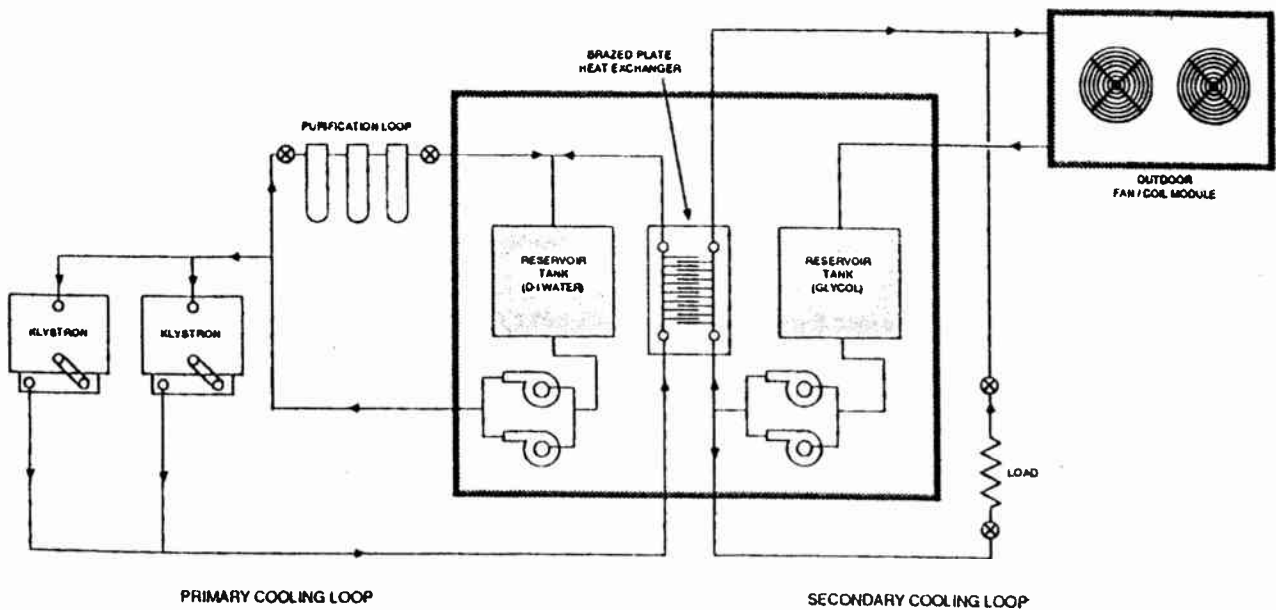 BRAZED PLATE
HEAT EXCHANGER
PURIFICATION LOOP
OUTDOOR
FAN / COIL MODULE
RESERVOIR
TANK
(D-I WATER)
RESERVOIR
TANK
(GLYCOL)
KLYSTRON
KLYSTRON
LOAD
PRIMARY COOLING LOOP
SECONDARY COOLING LOOP